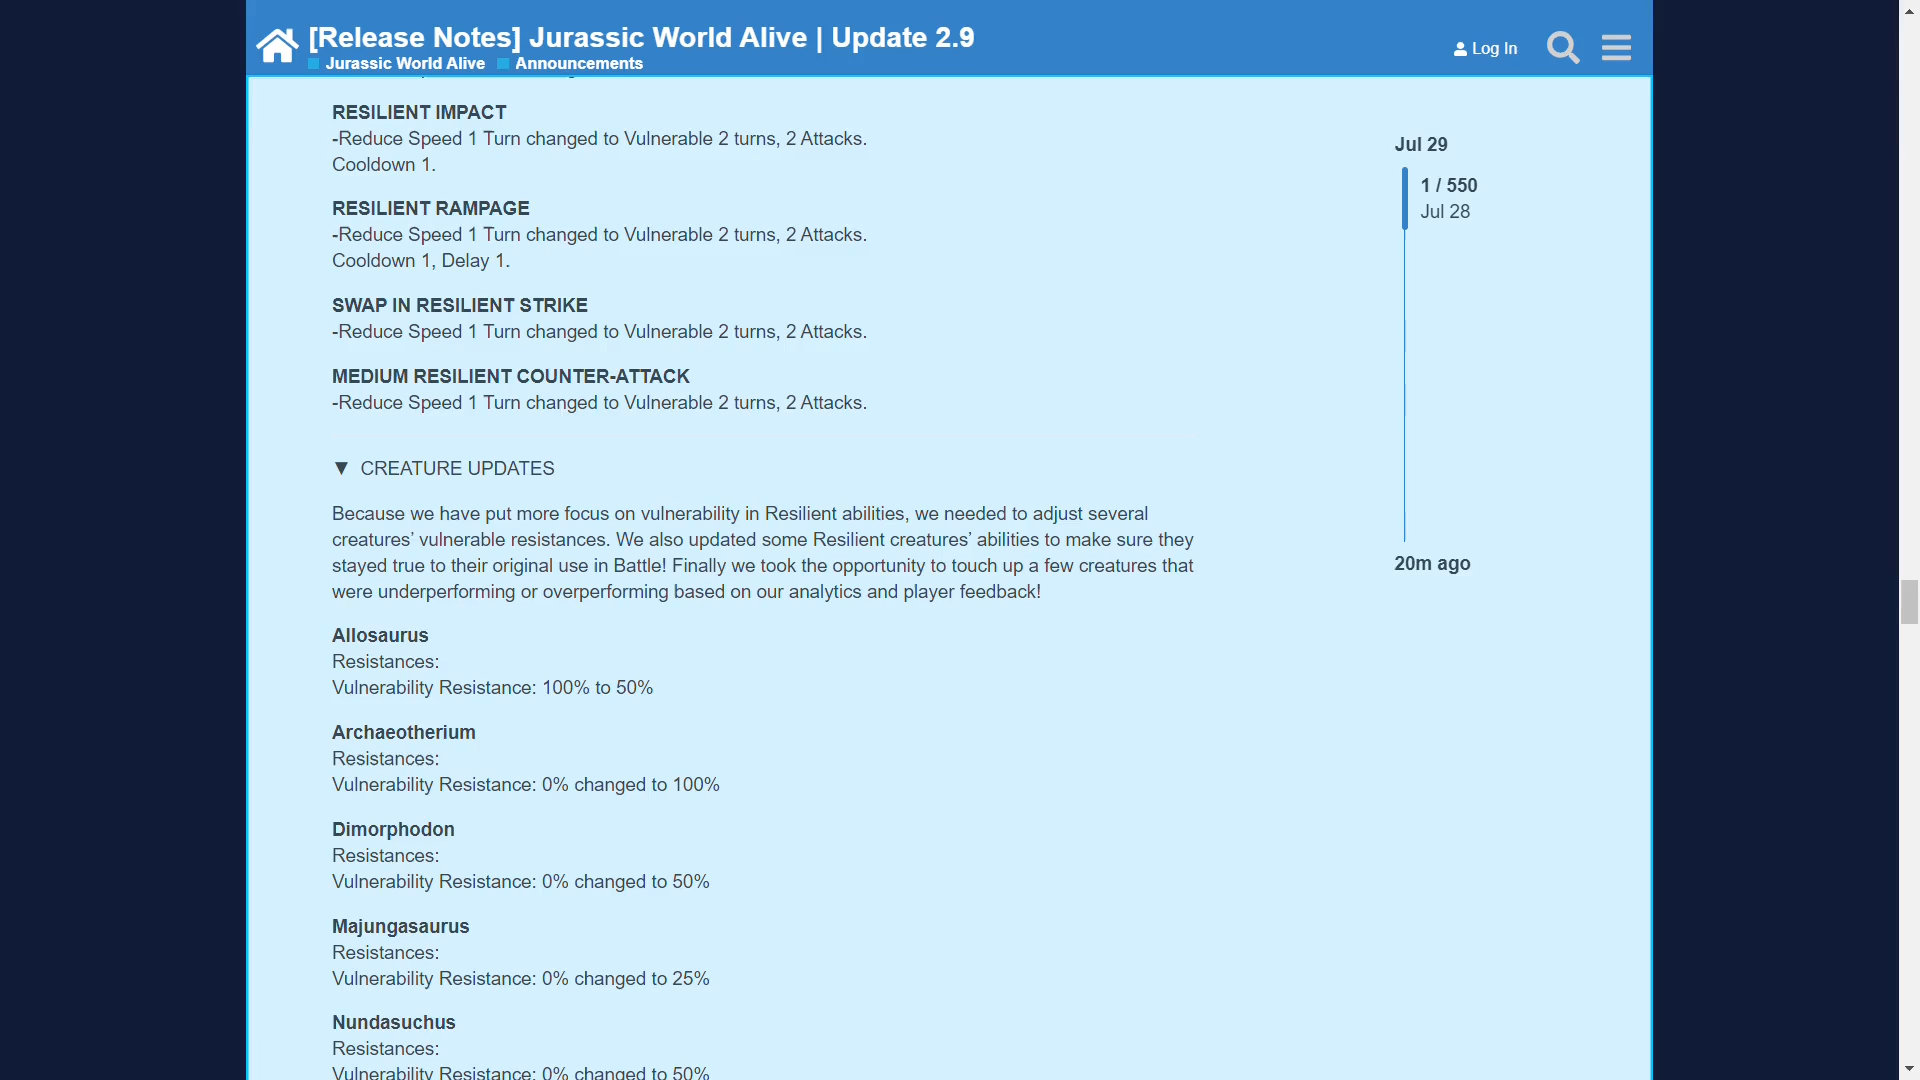 [Release Notes] Jurassic World Alive | Update 2.9
Jurassic World Alive Announcements
Log In
RESILIENT IMPACT
-Reduce Speed 1 Turn changed to Vulnerable 2 turns, 2 Attacks.
Cooldown 1.
RESILIENT RAMPAGE
-Reduce Speed 1 Turn changed to Vulnerable 2 turns, 2 Attacks.
Cooldown 1, Delay 1.
SWAP IN RESILIENT STRIKE
-Reduce Speed 1 Turn changed to Vulnerable 2 turns, 2 Attacks.
MEDIUM RESILIENT COUNTER-ATTACK
-Reduce Speed 1 Turn changed to Vulnerable 2 turns, 2 Attacks.
▼ CREATURE UPDATES
Because we have put more focus on vulnerability in Resilient abilities, we needed to adjust several
creatures’ vulnerable resistances. We also updated some Resilient creatures’ abilities to make sure they
stayed true to their original use in Battle! Finally we took the opportunity to touch up a few creatures that
were underperforming or overperforming based on our analytics and player feedback!
Allosaurus
Resistances:
Vulnerability Resistance: 100% to 50%
Archaeotherium
Resistances:
Vulnerability Resistance: 0% changed to 100%
Dimorphodon
Resistances:
Vulnerability Resistance: 0% changed to 50%
Majungasaurus
Resistances:
Vulnerability Resistance: 0% changed to 25%
Nundasuchus
Resistances:
Vulnerability Resistance: 0% changed to 50%
Jul 29
1 / 550
Jul 28
20m ago